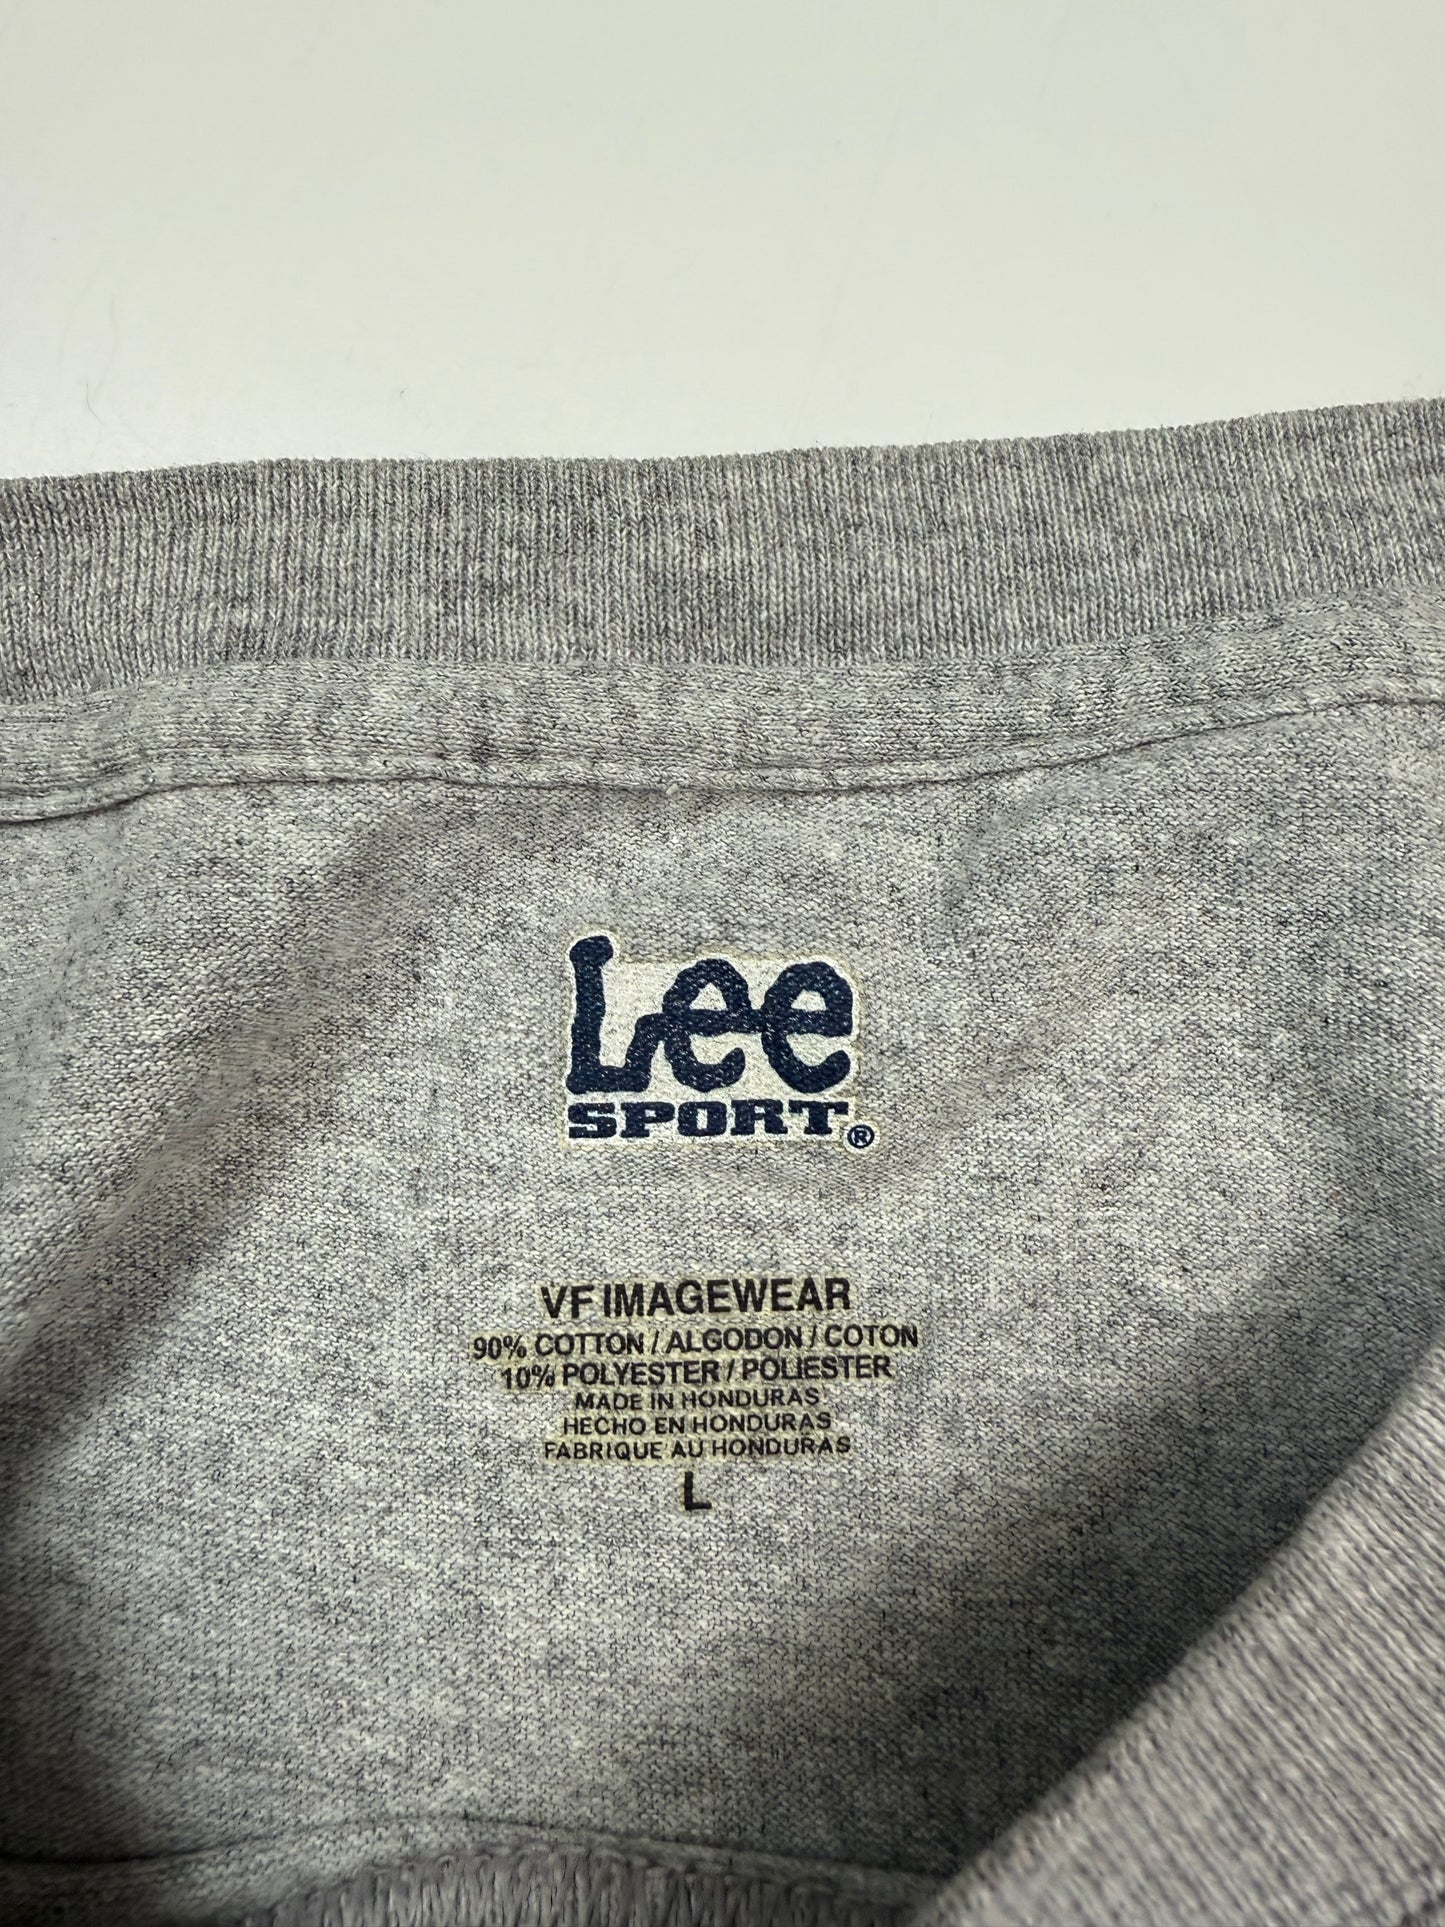 Lee
SPORT®
VF IMAGEWEAR
90% COTTON / ALGODON / COTON
10% POLYESTER / POLIESTER
MADE IN HONDURAS
HECHO EN HONDURAS
FABRIQUE AU HONDURAS
L